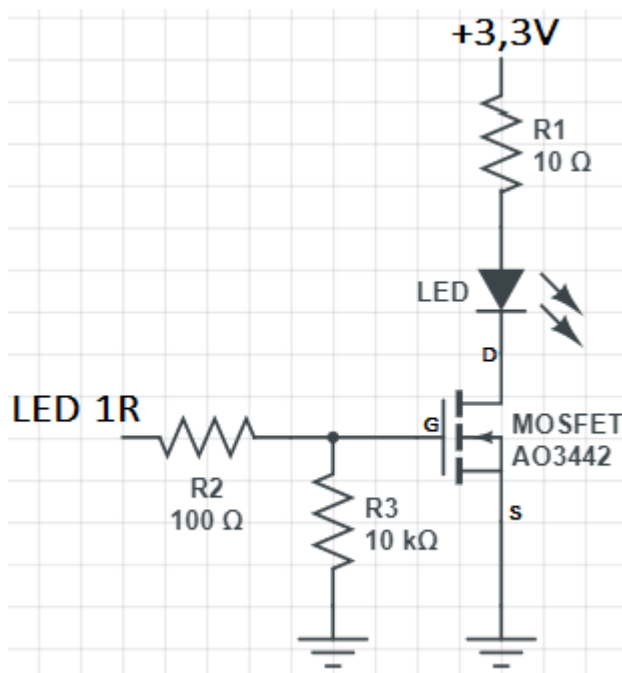 +3,3V
R1
10 Ω
LED
D
LED 1R
G
MOSFET
AO3442
R2
100 Ω
R3
10 kΩ
S